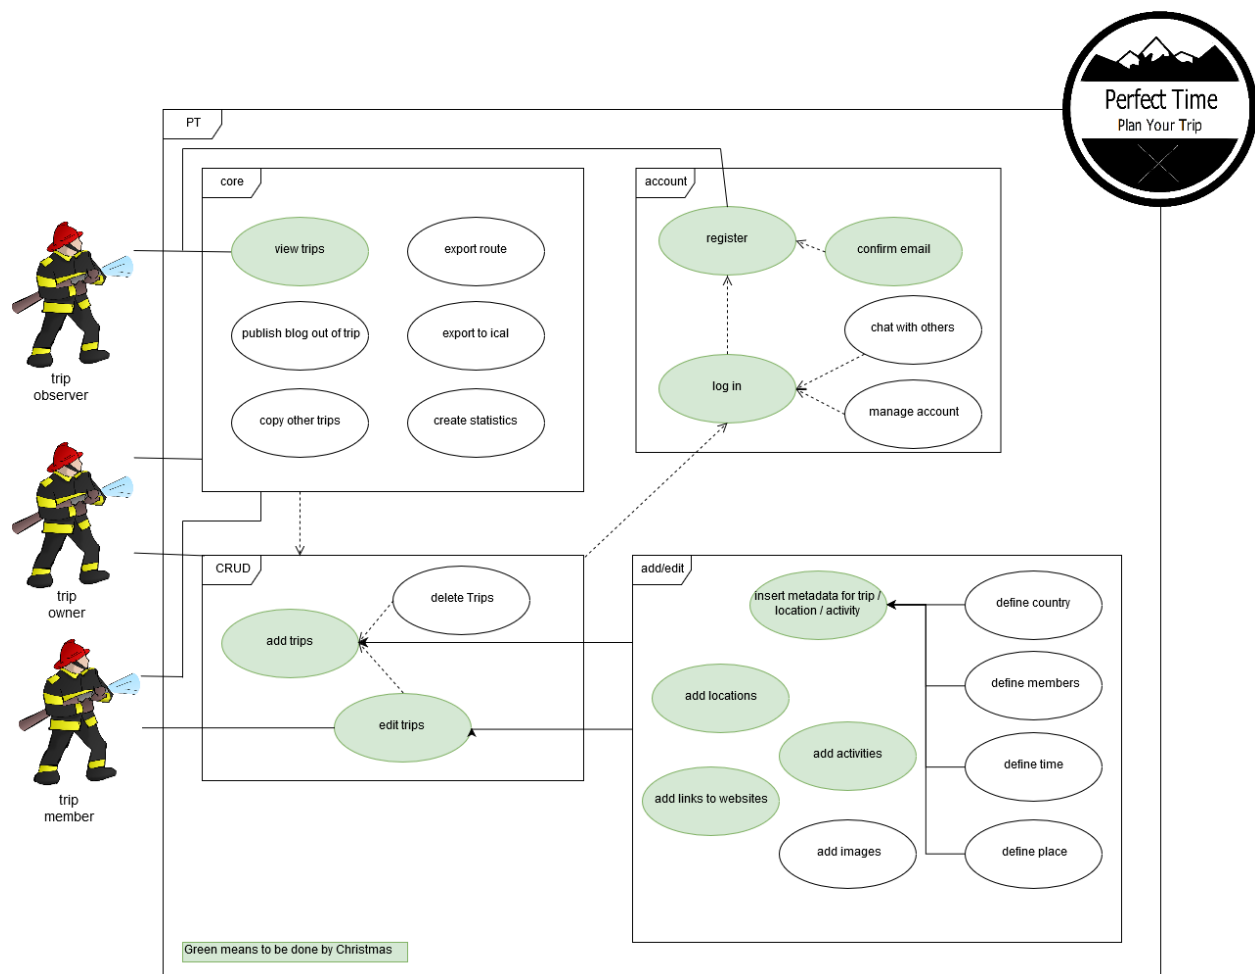 Perfect Time
Plan Your Trip
PT
core
account
view trips
export route
register
confirm email
publish blog out of trip
export to ical
chat with others
log in
copy other trips
create statistics
manage account
trip
observer
trip
owner
trip
member
CRUD
delete Trips
add trips
edit trips
add/edit
insert metadata for trip /
location / activity
define country
add locations
define members
add activities
define time
add links to websites
add images
define place
Green means to be done by Christmas